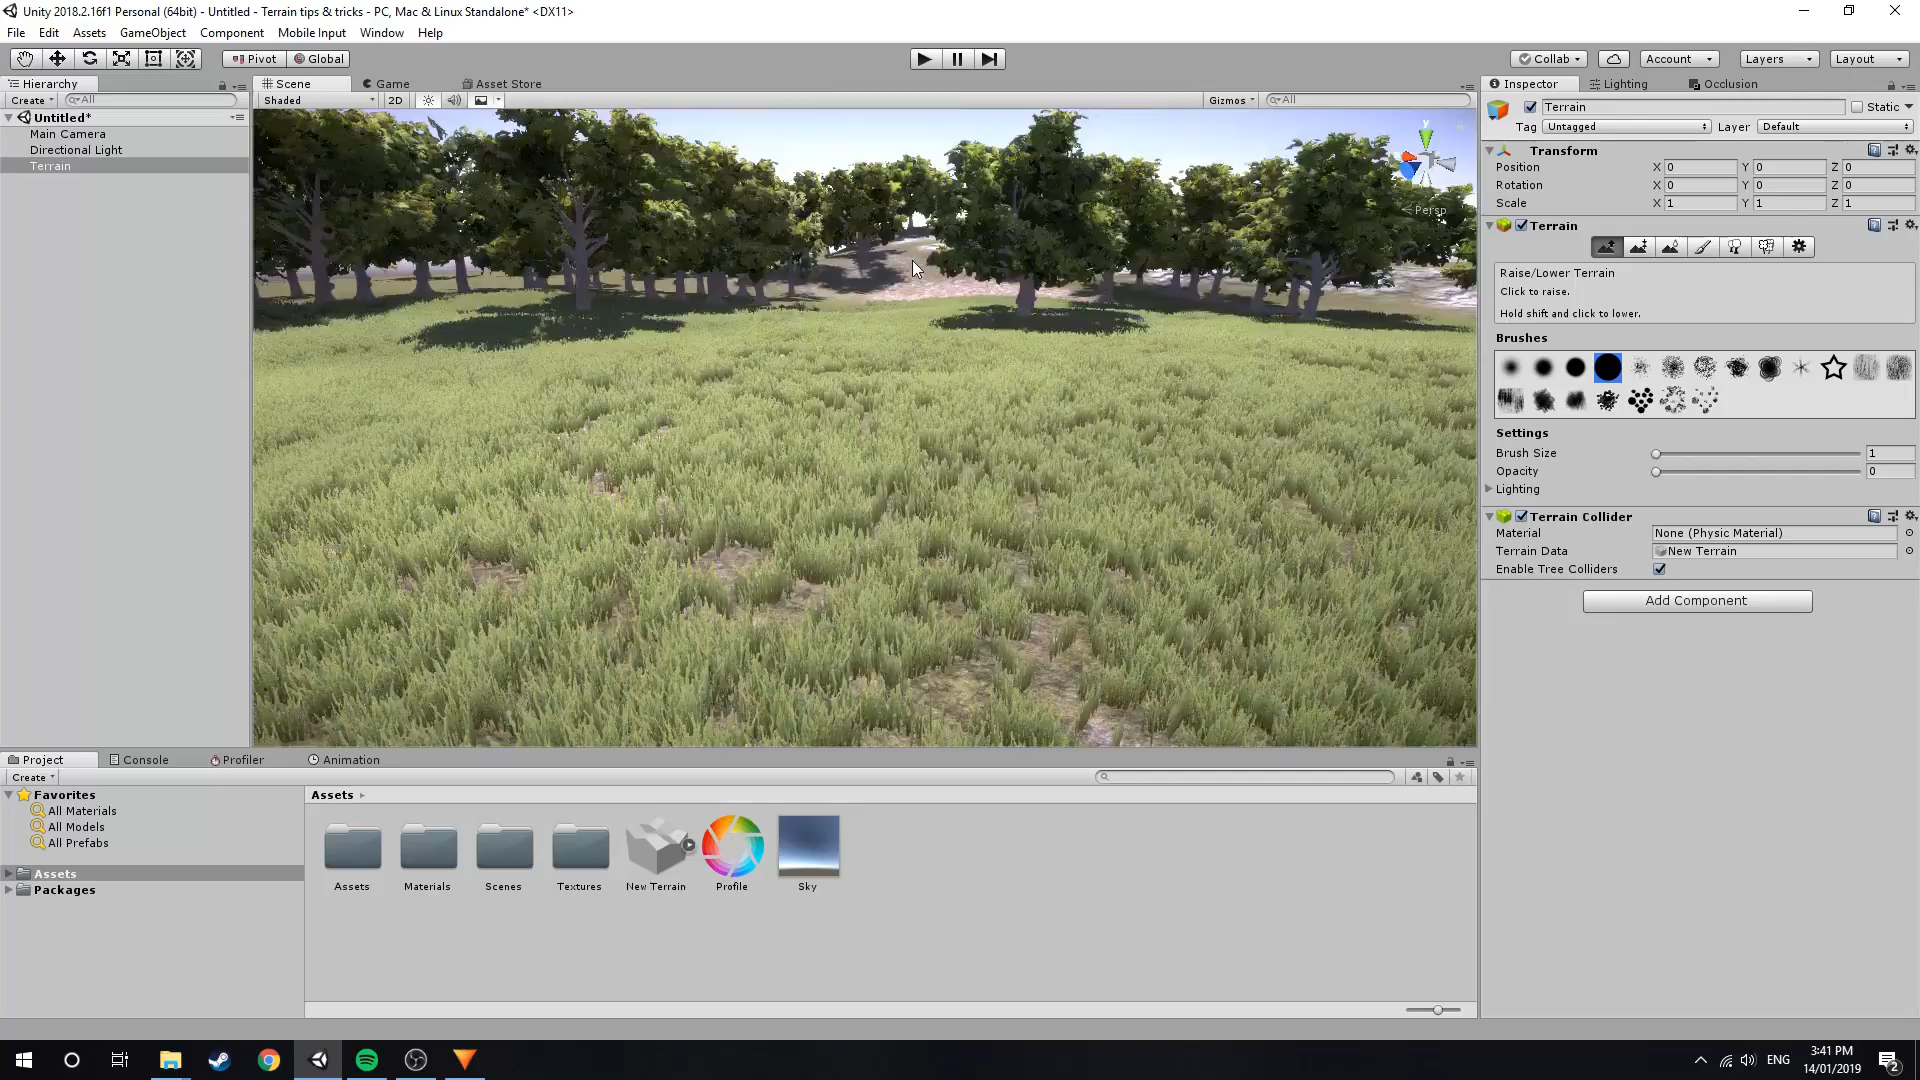 Unity 2018.2.16f1 Personal (64bit) - Untitled - Terrain tips & tricks - PC, Mac & Linux Standalone* <DX11>
File Edit Assets GameObject Component Mobile Input Window Help
Pivot Global Collab Account Layers Layout
Hierarchy
Create All
Untitled*
Main Camera
Directional Light
Terrain
Scene Game Asset Store
Shaded 2D Gizmos All
y
Persp
Inspector Lighting Occlusion
Terrain Static
Tag Untagged Layer Default
Transform
Position X 0 Y 0 Z 0
Rotation X 0 Y 0 Z 0
Scale X 1 Y 1 Z 1
Terrain
Raise/Lower Terrain
Click to raise.
Hold shift and click to lower.
Brushes
Settings
Brush Size 1
Opacity 0
Lighting
Terrain Collider
Material None (Physic Material)
Terrain Data New Terrain
Enable Tree Colliders
Add Component
Project Console Profiler Animation
Create
Favorites
All Materials
All Models
All Prefabs
Assets
Packages
Assets
Assets Materials Scenes Textures New Terrain Profile Sky
ENG
3:41 PM
14/01/2019
2